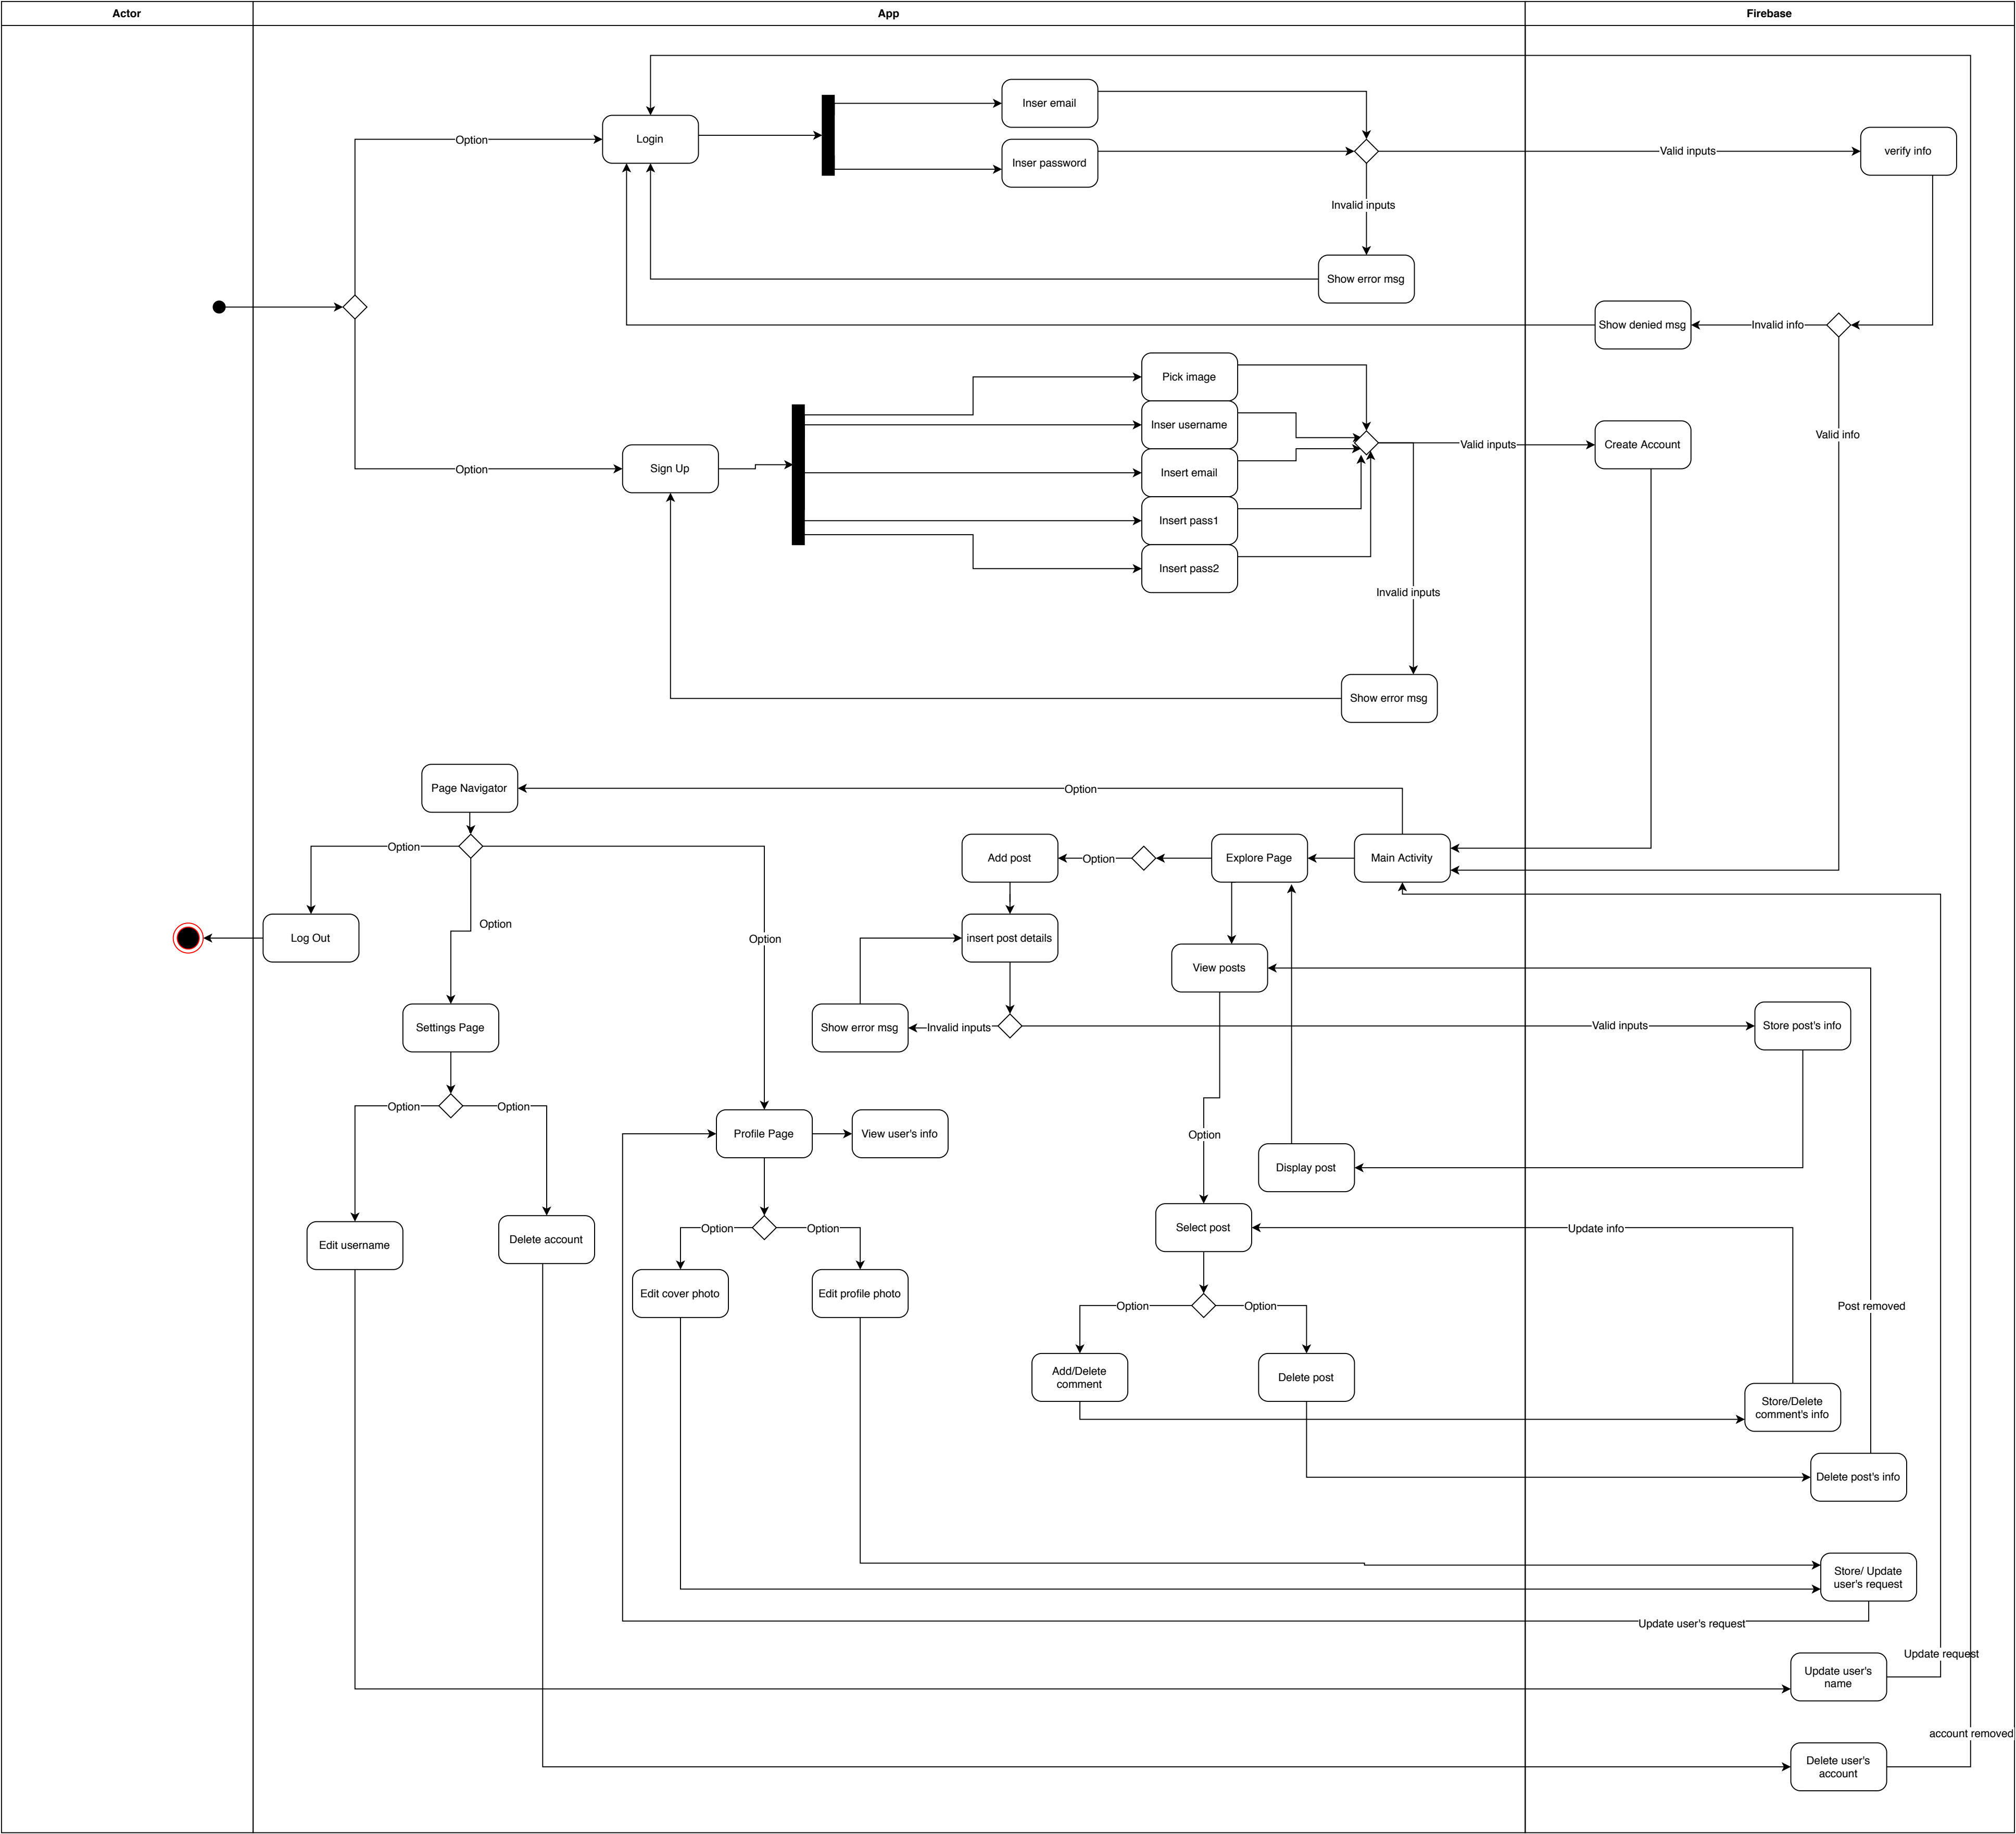 Actor
App
Firebase
Inser email
Option
Login
Inser password
Valid inputs
verify info
Invalid inputs
Show error msg
Show denied msg
Invalid info
Pick image
Inser username
Valid info
Valid inputs
Create Account
Option
Sign Up
Insert email
Insert pass1
Insert pass2
Invalid inputs
Show error msg
Page Navigator
Option
Option
Add post
Option
Explore Page
Main Activity
Option
Log Out
Option
insert post details
View posts
Settings Page
Show error msg
Invalid inputs
Valid inputs
Store post's info
Option
Option
Profile Page
View user's info
Option
Display post
Edit username
Delete account
Option
Option
Select post
Update info
Edit cover photo
Edit profile photo
Option
Option
Post removed
Add/Delete
comment
Delete post
Store/Delete
comment's info
Delete post's info
Store/ Update
user's request
Update user's request
Update request
Update user's
name
account removed
Delete user's
account